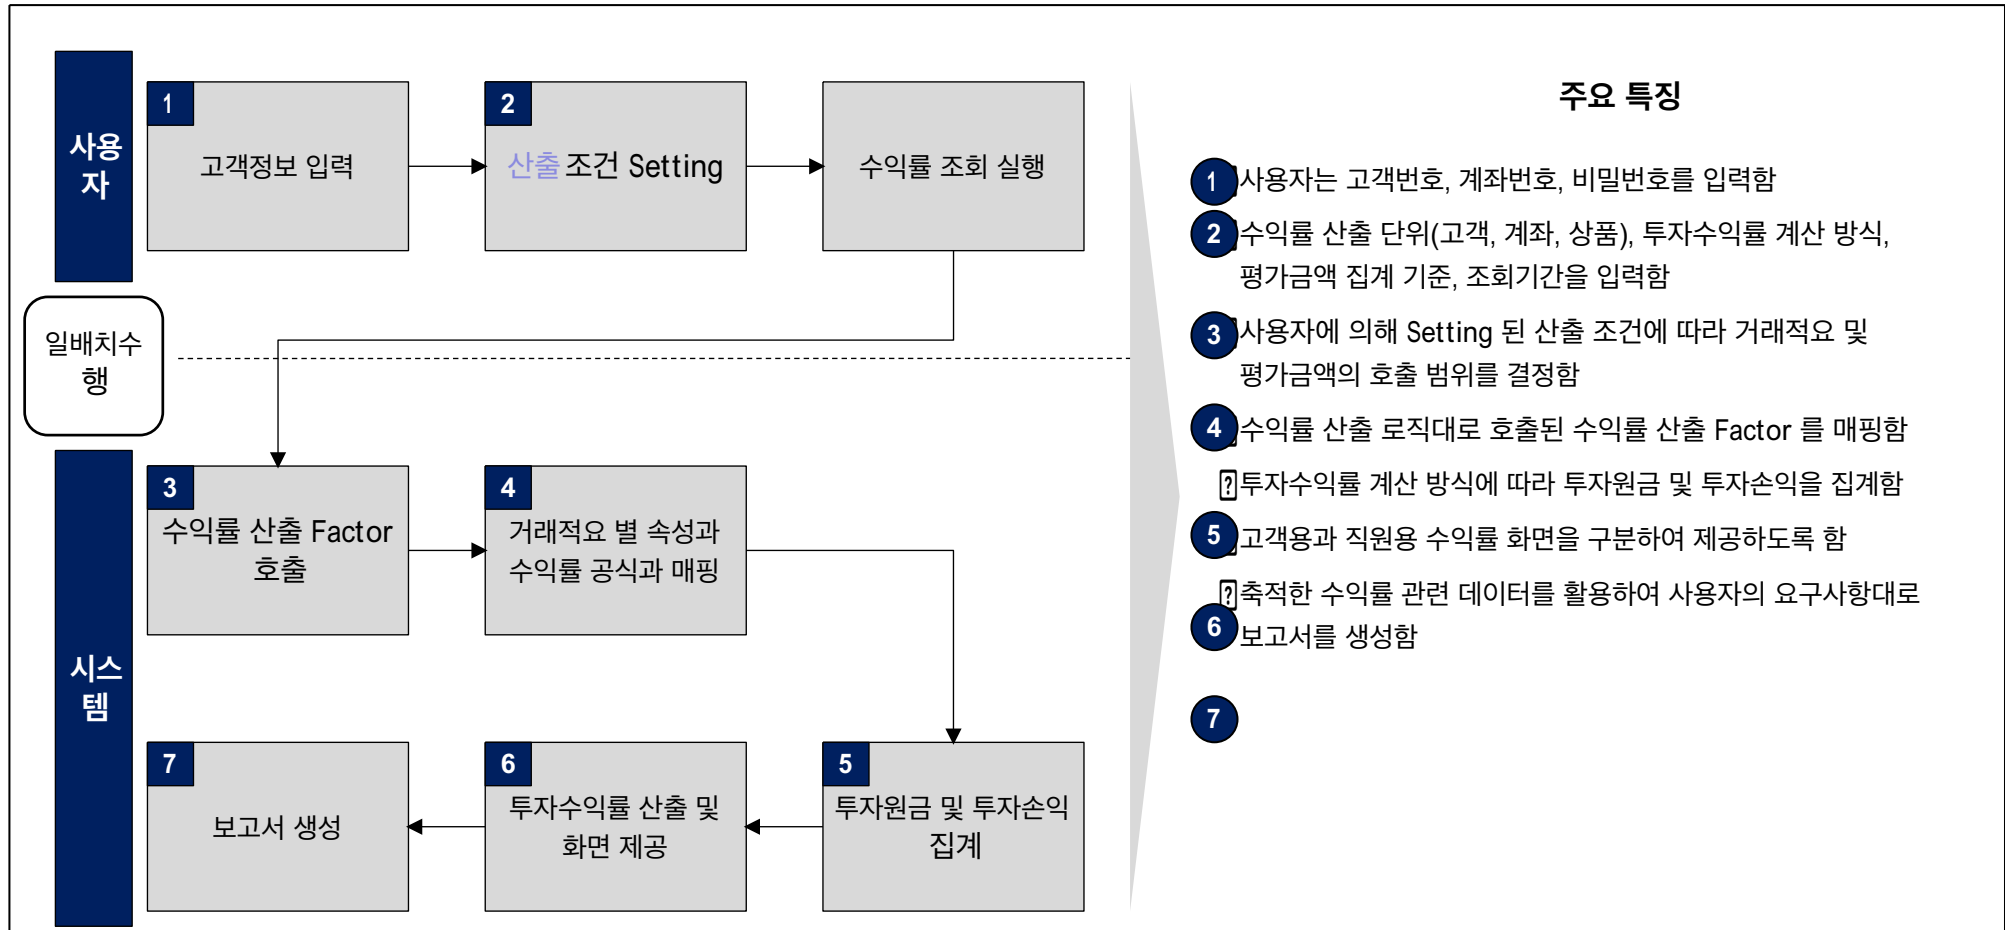 사용
자
1
고객정보 입력
2
산출 조건 Setting
수익률 조회 실행
일배치수
행
시스
템
3
수익률 산출 Factor
호출
4
거래적요 별 속성과
수익률 공식과 매핑
7
보고서 생성
6
투자수익률 산출 및
화면 제공
5
투자원금 및 투자손익
집계
주요 특징
1 사용자는 고객번호, 계좌번호, 비밀번호를 입력함
2 수익률 산출 단위(고객, 계좌, 상품), 투자수익률 계산 방식,
평가금액 집계 기준, 조회기간을 입력함
3 사용자에 의해 Setting 된 산출 조건에 따라 거래적요 및
평가금액의 호출 범위를 결정함
4 수익률 산출 로직대로 호출된 수익률 산출 Factor 를 매핑함
투자수익률 계산 방식에 따라 투자원금 및 투자손익을 집계함
5 고객용과 직원용 수익률 화면을 구분하여 제공하도록 함
축적한 수익률 관련 데이터를 활용하여 사용자의 요구사항대로
6 보고서를 생성함
7